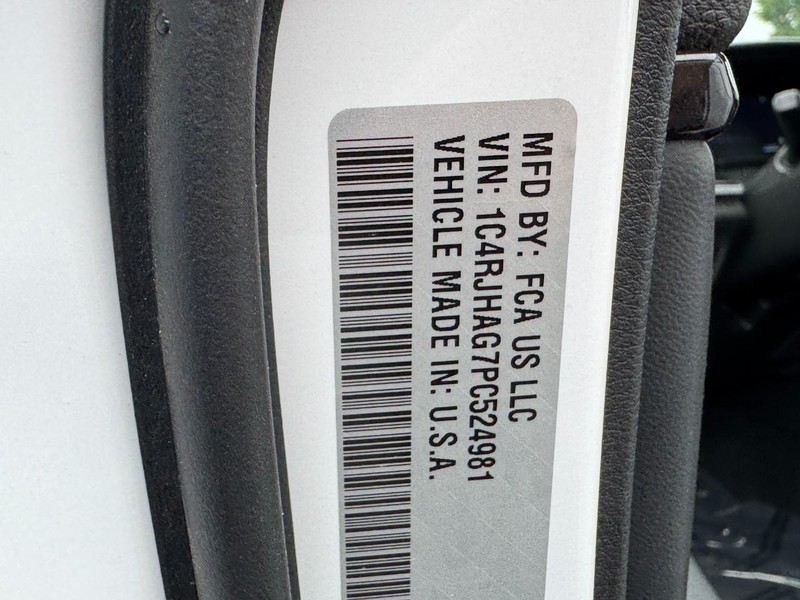 MFD BY: FCA US LLC
VIN: 1C4RJHAG7PC524981
VEHICLE MADE IN: U.S.A.